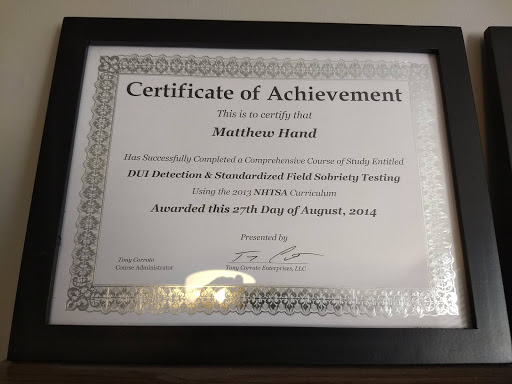 Certificate of Achievement
This is to certify that
Matthew Hand
Has Successfully Completed a Comprehensive Course of Study Entitled
DUI Detection & Standardized Field Sobriety Testing
Using the 2013 NHTSA Curriculum
Awarded this 27th Day of August, 2014
Presented by
Tony Corroto
Course Administrator
Tony Corroto Enterprises, LLC